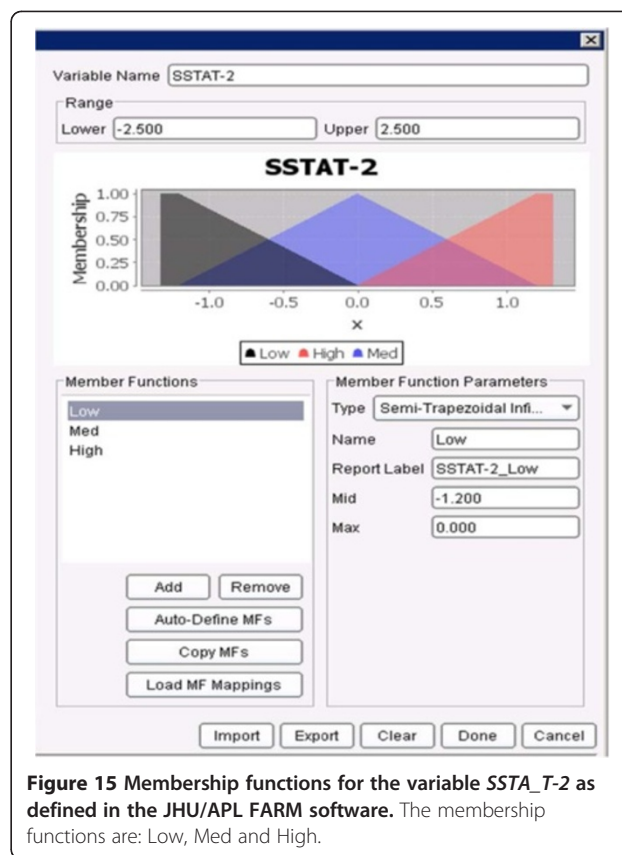 Variable Name SSTAT-2
Range
Lower -2.500 Upper 2.500
SSTAT-2
Membership
1.00
0.75
0.50
0.25
0.00
-1.0 -0.5 0.0 0.5 1.0
x
Low High Med
Member Functions
Low
Med
High
Add Remove
Auto-Define MFs
Copy MFs
Load MF Mappings
Member Function Parameters
Type Semi-Trapezoidal Infi...
Name Low
Report Label SSTAT-2_Low
Mid -1.200
Max 0.000
Import Export Clear Done Cancel
Figure 15 Membership functions for the variable SSTA_T-2 as
defined in the JHU/APL FARM software. The membership
functions are: Low, Med and High.